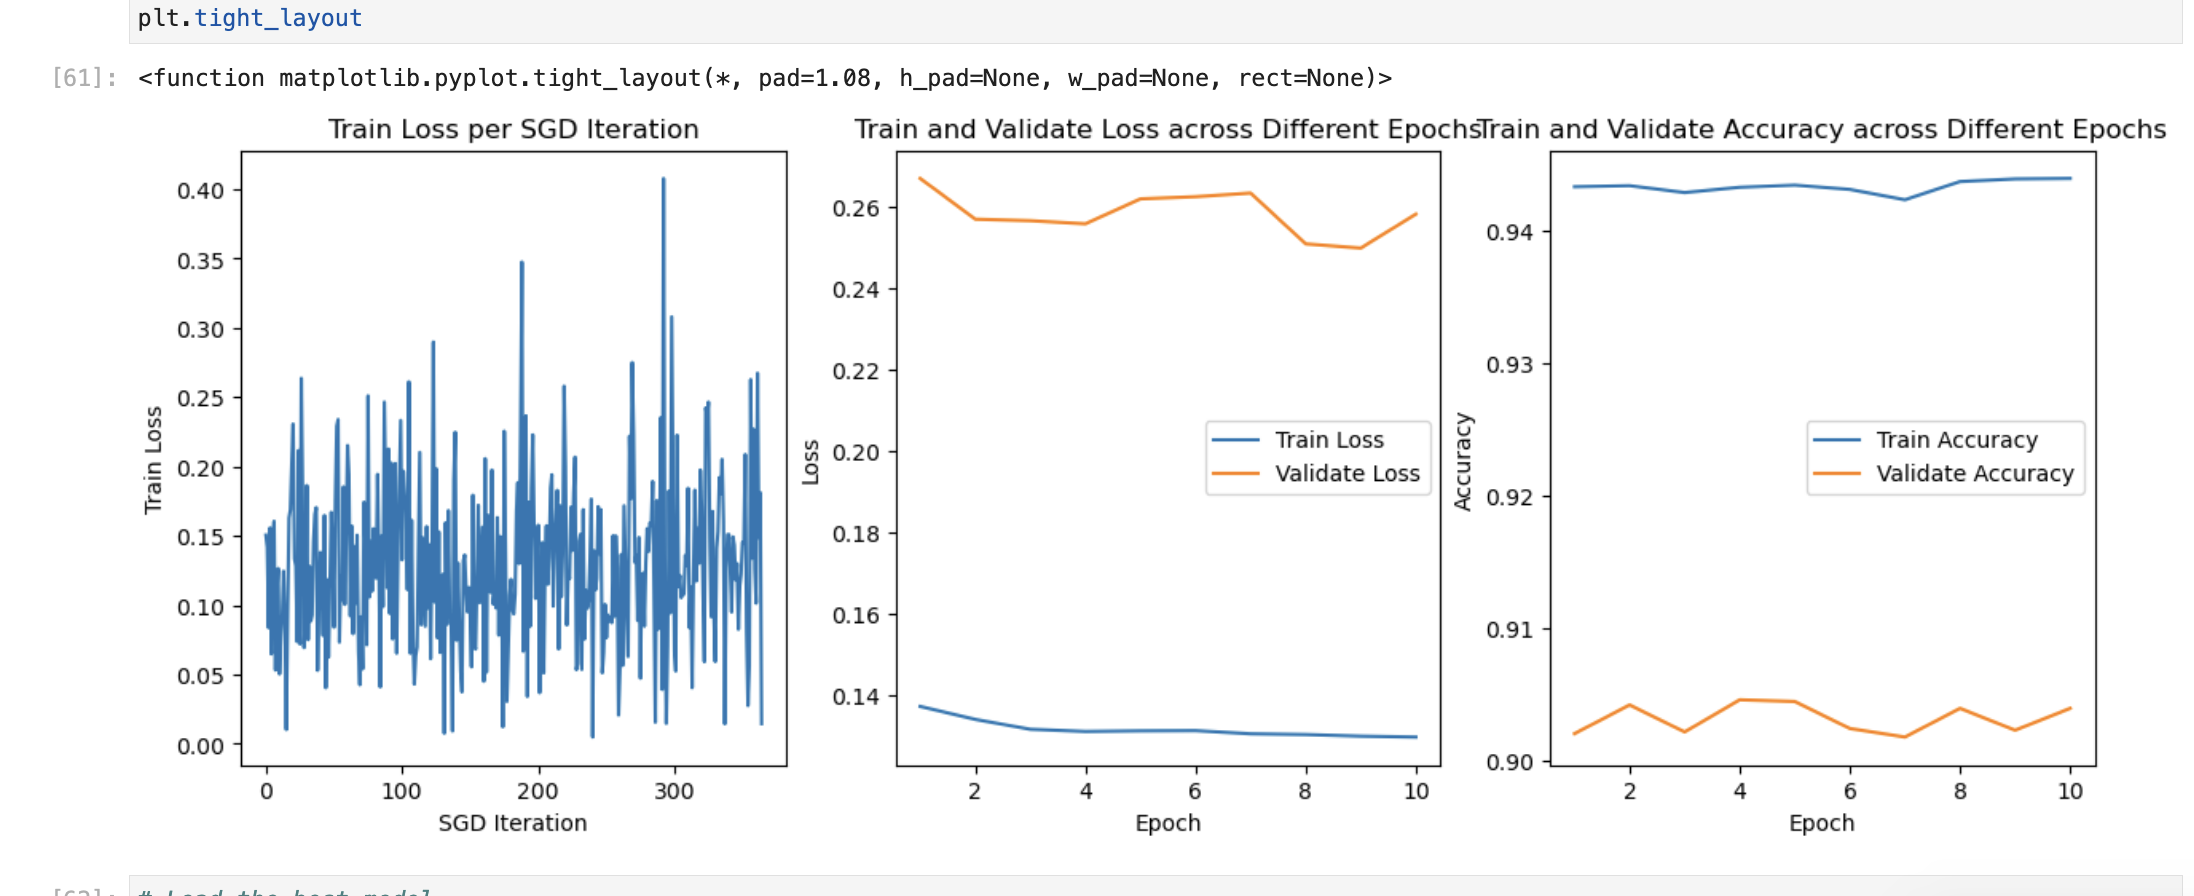 plt.tight_layout
[61]: <function matplotlib.pyplot.tight_layout(*, pad=1.08, h_pad=None, w_pad=None, rect=None)>
Train Loss per SGD Iteration
0.40
0.35
0.30
0.25
0.20
0.15
0.10
0.05
0.00
Train Loss
0 100 200 300
SGD Iteration
Train and Validate Loss across Different Epochs
0.26
0.24
0.22
0.20
0.18
0.16
0.14
Loss
Train Loss
Validate Loss
2 4 6 8 10
Epoch
Train and Validate Accuracy across Different Epochs
0.94
0.93
0.92
0.91
0.90
Accuracy
Train Accuracy
Validate Accuracy
2 4 6 8 10
Epoch
[62]: # Load the best model